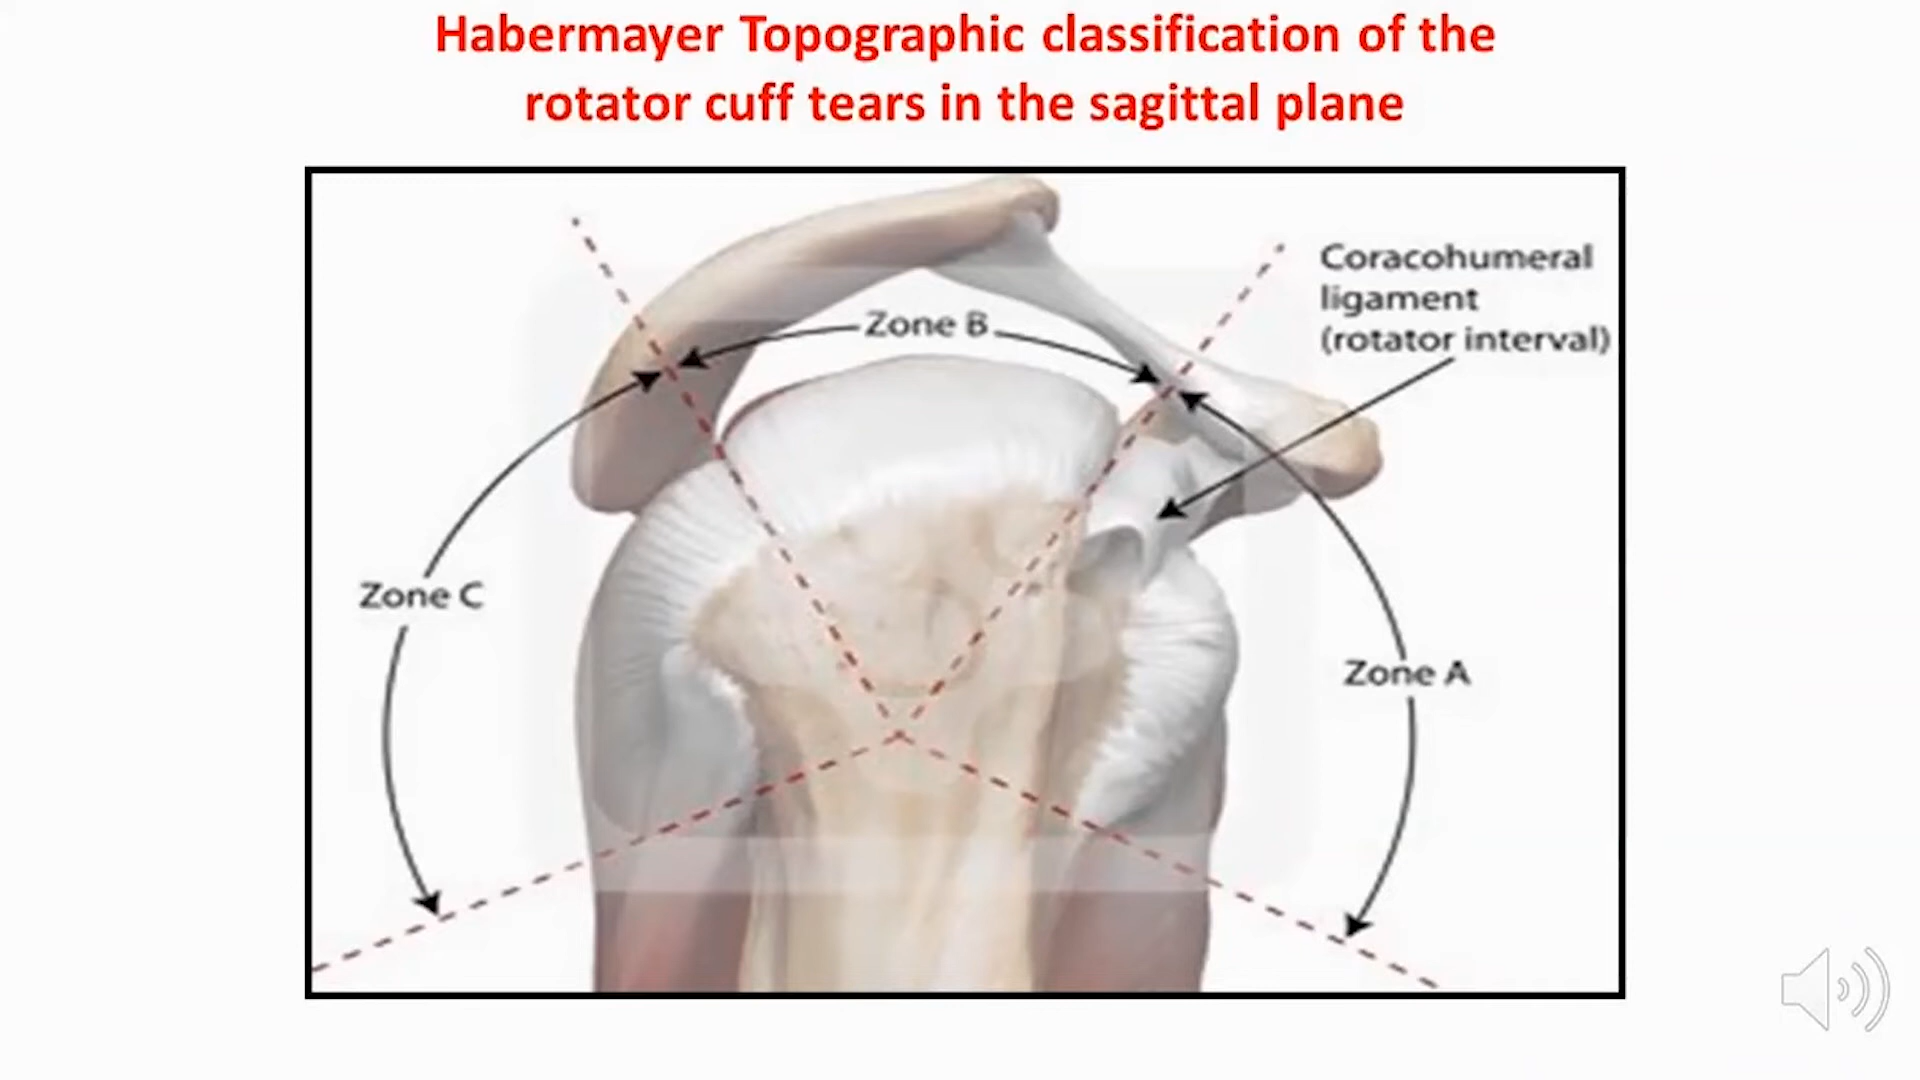 Habermayer Topographic classification of the
rotator cuff tears in the sagittal plane
Coracohumeral
ligament
(rotator interval)
Zone B
Zone C
Zone A